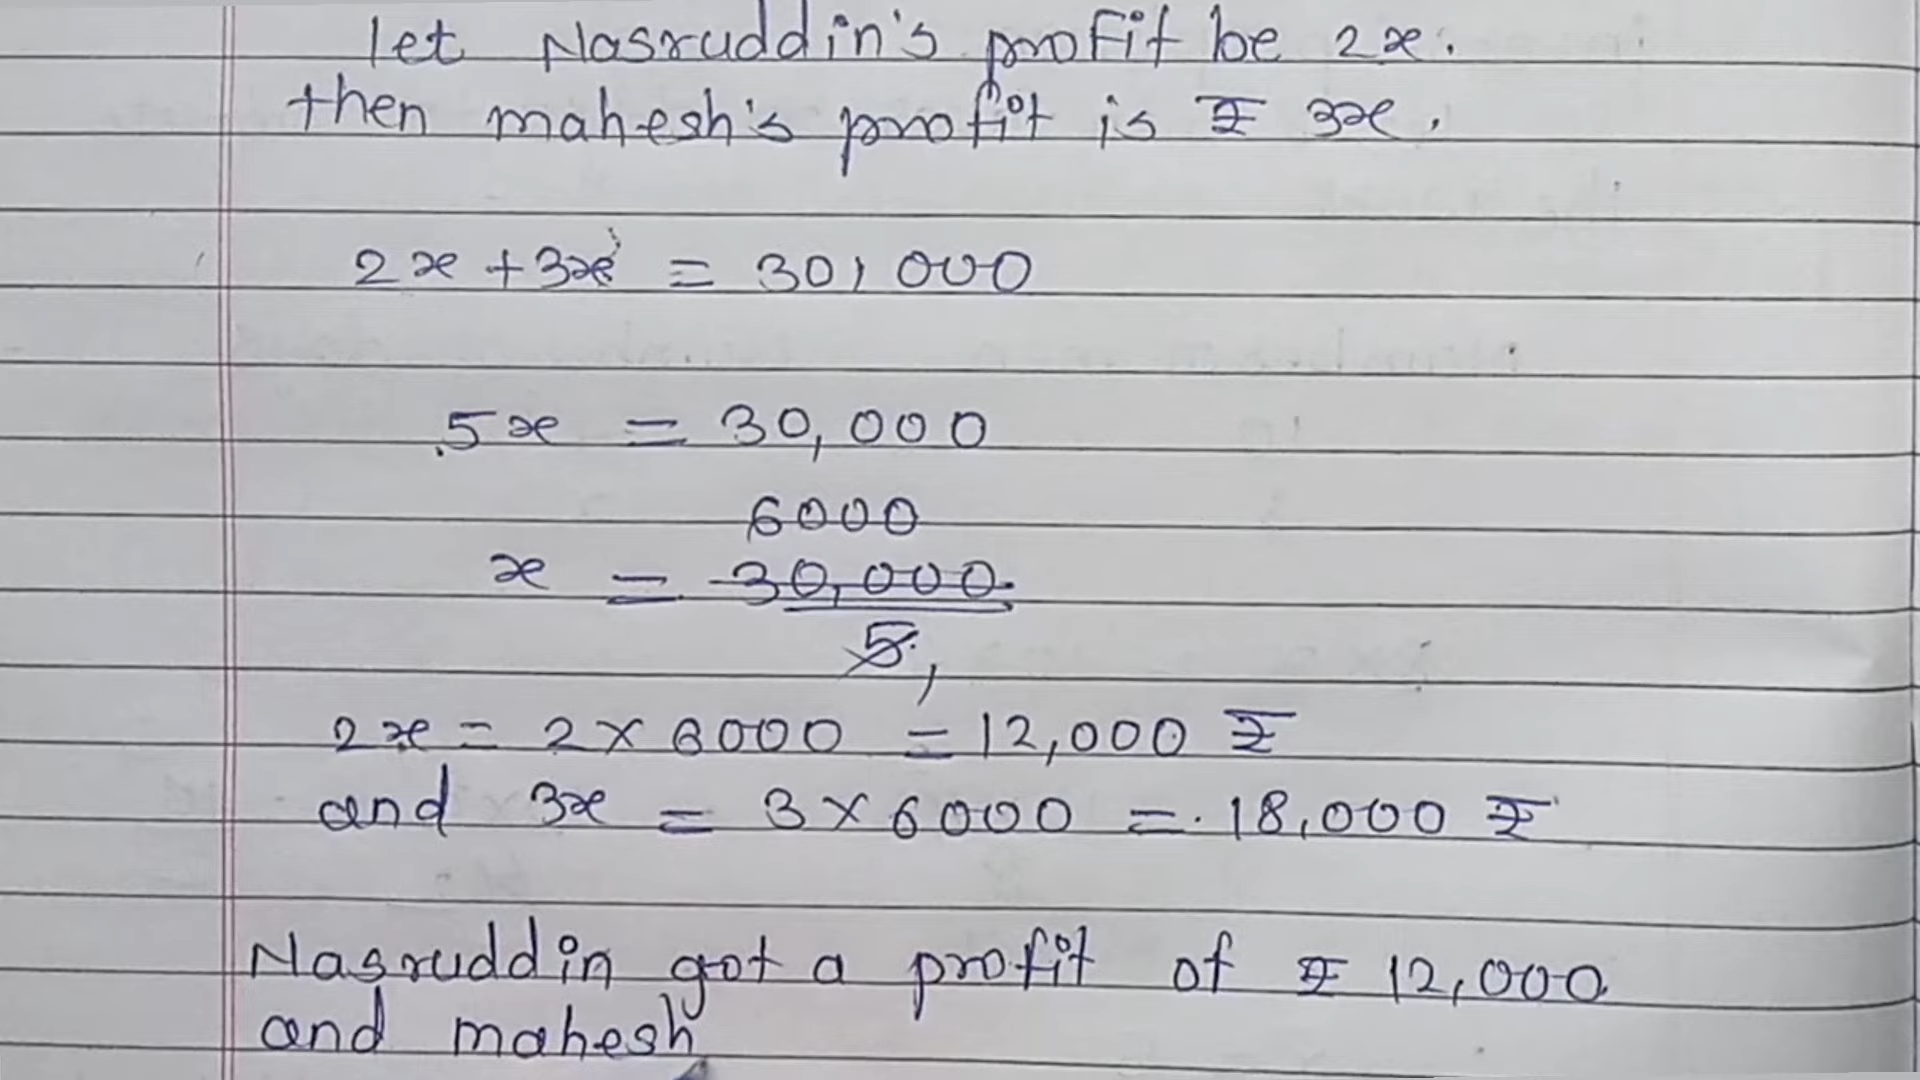 let Nasruddin's profit be 2x.
then mahesh's profit is ₹ 3x.
2x + 3x = 30,000
5x = 30,000
6000
x = 30,000
5
2x = 2 × 6000 = 12,000 ₹
and 3x = 3 × 6000 = 18,000 ₹
Nasruddin got a profit of ₹ 12,000
and mahesh